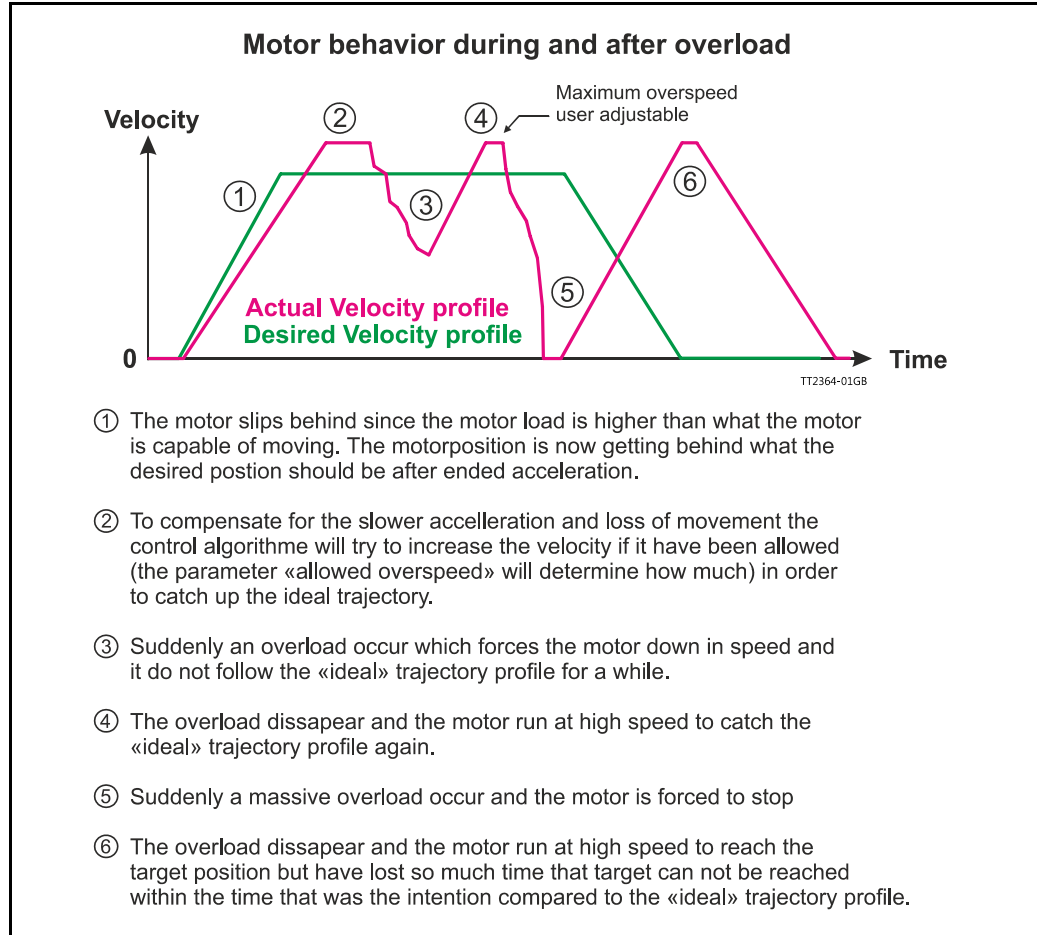 Motor behavior during and after overload
Maximum overspeed
user adjustable
Velocity
①
②
③
④
⑤
⑥
Actual Velocity profile
Desired Velocity profile
0
Time
TT2364-01GB
① The motor slips behind since the motor load is higher than what the motor
is capable of moving. The motorposition is now getting behind what the
desired postion should be after ended acceleration.
② To compensate for the slower accelleration and loss of movement the
control algorithme will try to increase the velocity if it have been allowed
(the parameter «allowed overspeed» will determine how much) in order
to catch up the ideal trajectory.
③ Suddenly an overload occur which forces the motor down in speed and
it do not follow the «ideal» trajectory profile for a while.
④ The overload dissapear and the motor run at high speed to catch the
«ideal» trajectory profile again.
⑤ Suddenly a massive overload occur and the motor is forced to stop
⑥ The overload dissapear and the motor run at high speed to reach the
target position but have lost so much time that target can not be reached
within the time that was the intention compared to the «ideal» trajectory profile.